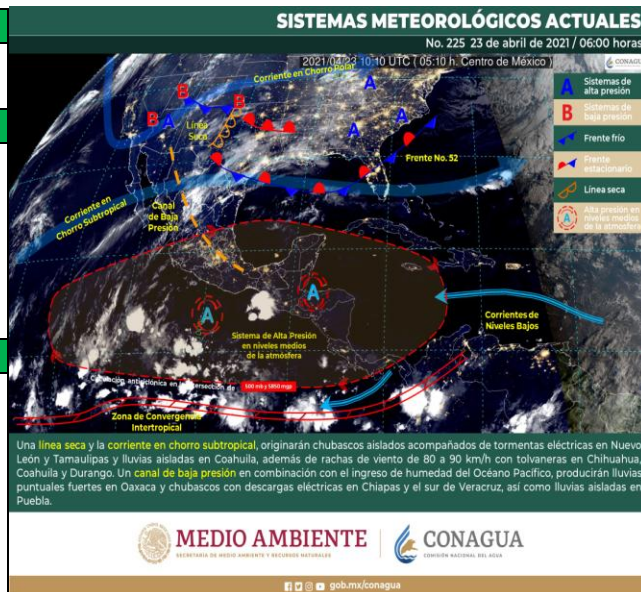 SISTEMAS METEOROLÓGICOS ACTUALES
No. 225 23 de abril de 2021 / 06:00 horas
2021/04/23 10:10 UTC ( 05:10 h. Centro de México )
CONAGUA
Corriente en Chorro Polar
A
Sistemas de
alta presión
B
Sistemas de
baja presión
Frente frío
Frente
estacionario
Línea seca
A
Alta presión en
niveles medios
de la atmósfera
B
B
B
A
A
A
A
Línea
Seca
Frente No. 52
Corriente en
Chorro Subtropical
Canal
de Baja
Presión
A
A
Corrientes de
Niveles Bajos
Sistema de Alta Presión
en niveles medios
de la atmósfera
500 mb y 5850 mgp
Zona de Convergencia
Intertropical
Una línea seca y la corriente en chorro subtropical, originarán chubascos aislados acompañados de tormentas eléctricas en Nuevo
León y Tamaulipas y lluvias aisladas en Coahuila, además de rachas de viento de 80 a 90 km/h con tolvaneras en Chihuahua,
Coahuila y Durango. Un canal de baja presión en combinación con el ingreso de humedad del Océano Pacífico, producirán lluvias
puntuales fuertes en Oaxaca y chubascos con descargas eléctricas en Chiapas y el sur de Veracruz, así como lluvias aisladas en
Puebla.
MEDIO AMBIENTE
SECRETARÍA DE MEDIO AMBIENTE Y RECURSOS NATURALES
CONAGUA
COMISIÓN NACIONAL DEL AGUA
gob.mx/conagua